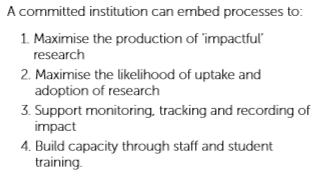 A committed institution can embed processes to:
1. Maximise the production of 'impactful'
research
2. Maximise the likelihood of uptake and
adoption of research
3. Support monitoring, tracking and recording of
impact
4. Build capacity through staff and student
training.